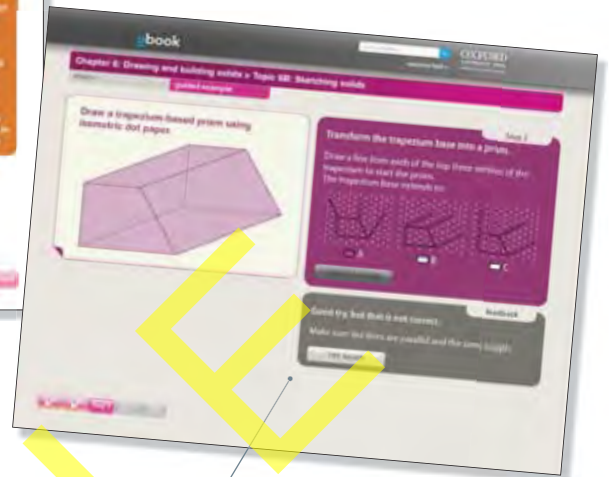 obook
OXFORD
Chapter 6: Drawing and building solids > Topic 6B: Sketching solids
guided example
Draw a trapezium-based prism using
isometric dot paper.
Step 2
Transform the trapezium base into a prism.
Draw a line from each of the top three vertices of the
trapezium to start the prism.
The trapezium base extends to:
A
B
C
feedback
Good try, but that is not correct.
Make sure the lines are parallel and the same length.
TRY AGAIN